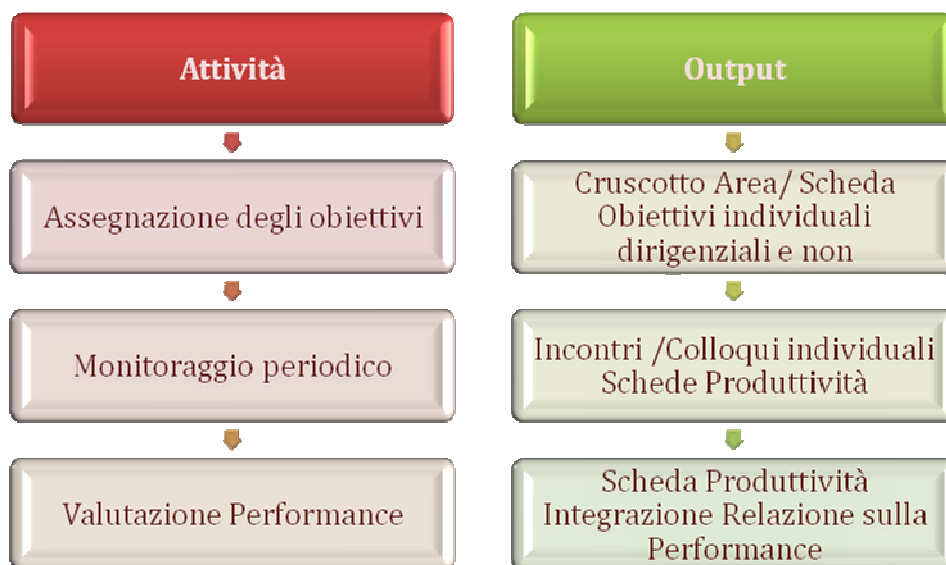 Attività
Assegnazione degli obiettivi
Monitoraggio periodico
Valutazione Performance
Output
Cruscotto Area/ Scheda
Obiettivi individuali
dirigenziali e non
Incontri /Colloqui individuali
Schede Produttività
Scheda Produttività
Integrazione Relazione sulla
Performance